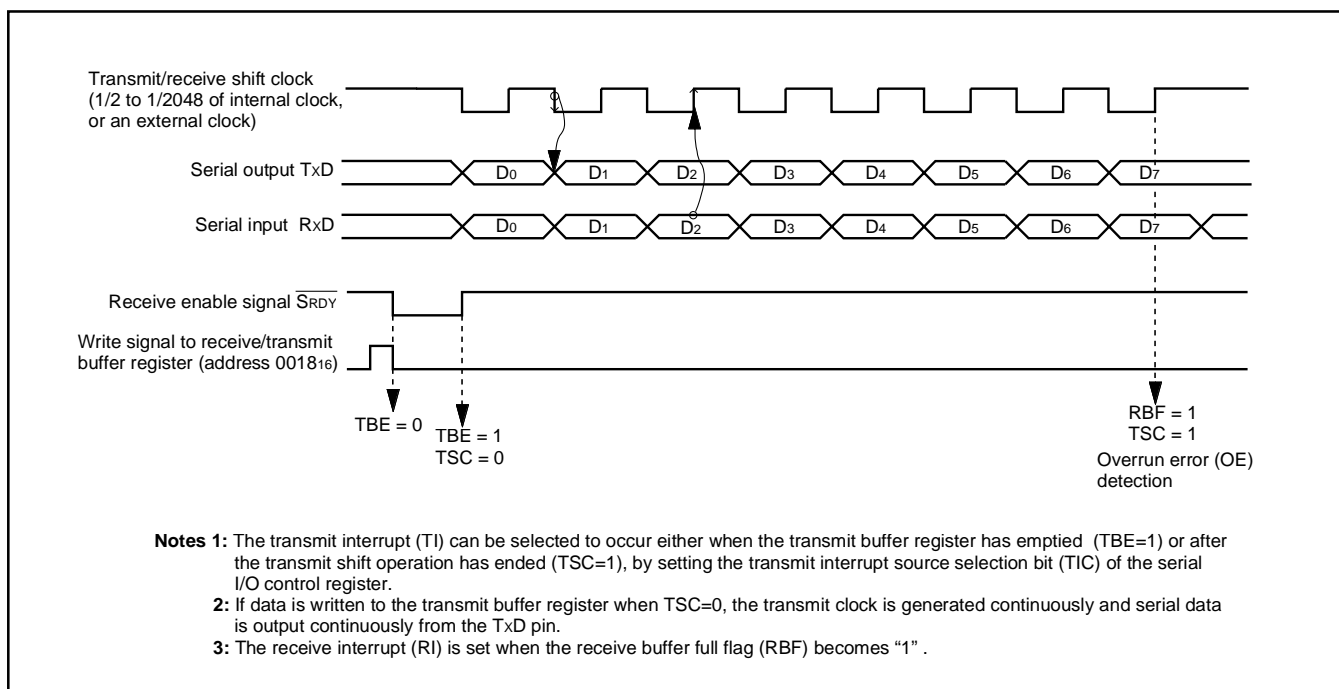 Transmit/receive shift clock
(1/2 to 1/2048 of internal clock,
or an external clock)
Serial output TxD
D0 D1 D2 D3 D4 D5 D6 D7
Serial input RxD
D0 D1 D2 D3 D4 D5 D6 D7
Receive enable signal SRDY
Write signal to receive/transmit
buffer register (address 001816)
TBE = 0
TBE = 1
TSC = 0
RBF = 1
TSC = 1
Overrun error (OE)
detection
Notes 1: The transmit interrupt (TI) can be selected to occur either when the transmit buffer register has emptied (TBE=1) or after
the transmit shift operation has ended (TSC=1), by setting the transmit interrupt source selection bit (TIC) of the serial
I/O control register.
2: If data is written to the transmit buffer register when TSC=0, the transmit clock is generated continuously and serial data
is output continuously from the TxD pin.
3: The receive interrupt (RI) is set when the receive buffer full flag (RBF) becomes “1” .